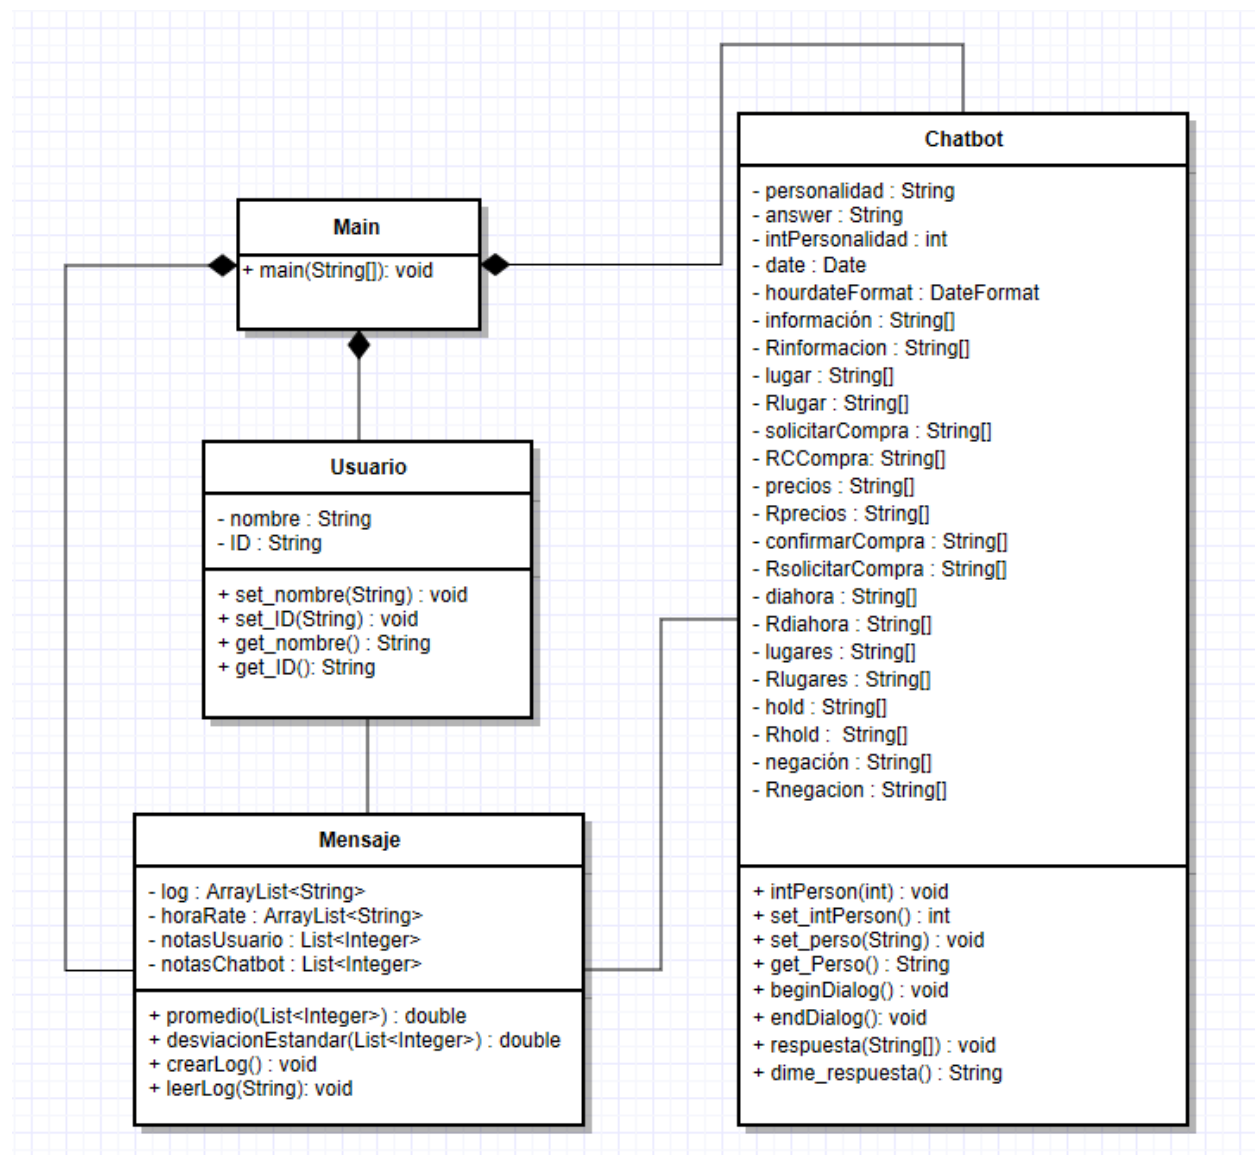 Main
+ main(String[]): void
Usuario
- nombre : String
- ID : String
+ set_nombre(String) : void
+ set_ID(String) : void
+ get_nombre() : String
+ get_ID(): String
Mensaje
- log : ArrayList<String>
- horaRate : ArrayList<String>
- notasUsuario : List<Integer>
- notasChatbot : List<Integer>
+ promedio(List<Integer>) : double
+ desviacionEstandar(List<Integer>) : double
+ crearLog() : void
+ leerLog(String): void
Chatbot
- personalidad : String
- answer : String
- intPersonalidad : int
- date : Date
- hourdateFormat : DateFormat
- información : String[]
- Rinformacion : String[]
- lugar : String[]
- Rlugar : String[]
- solicitarCompra : String[]
- RCCompra: String[]
- precios : String[]
- Rprecios : String[]
- confirmarCompra : String[]
- RsolicitarCompra : String[]
- diahora : String[]
- Rdiahora : String[]
- lugares : String[]
- Rlugares : String[]
- hold : String[]
- Rhold :  String[]
- negación : String[]
- Rnegacion : String[]
+ intPerson(int) : void
+ set_intPerson() : int
+ set_perso(String) : void
+ get_Perso() : String
+ beginDialog() : void
+ endDialog(): void
+ respuesta(String[]) : void
+ dime_respuesta() : String